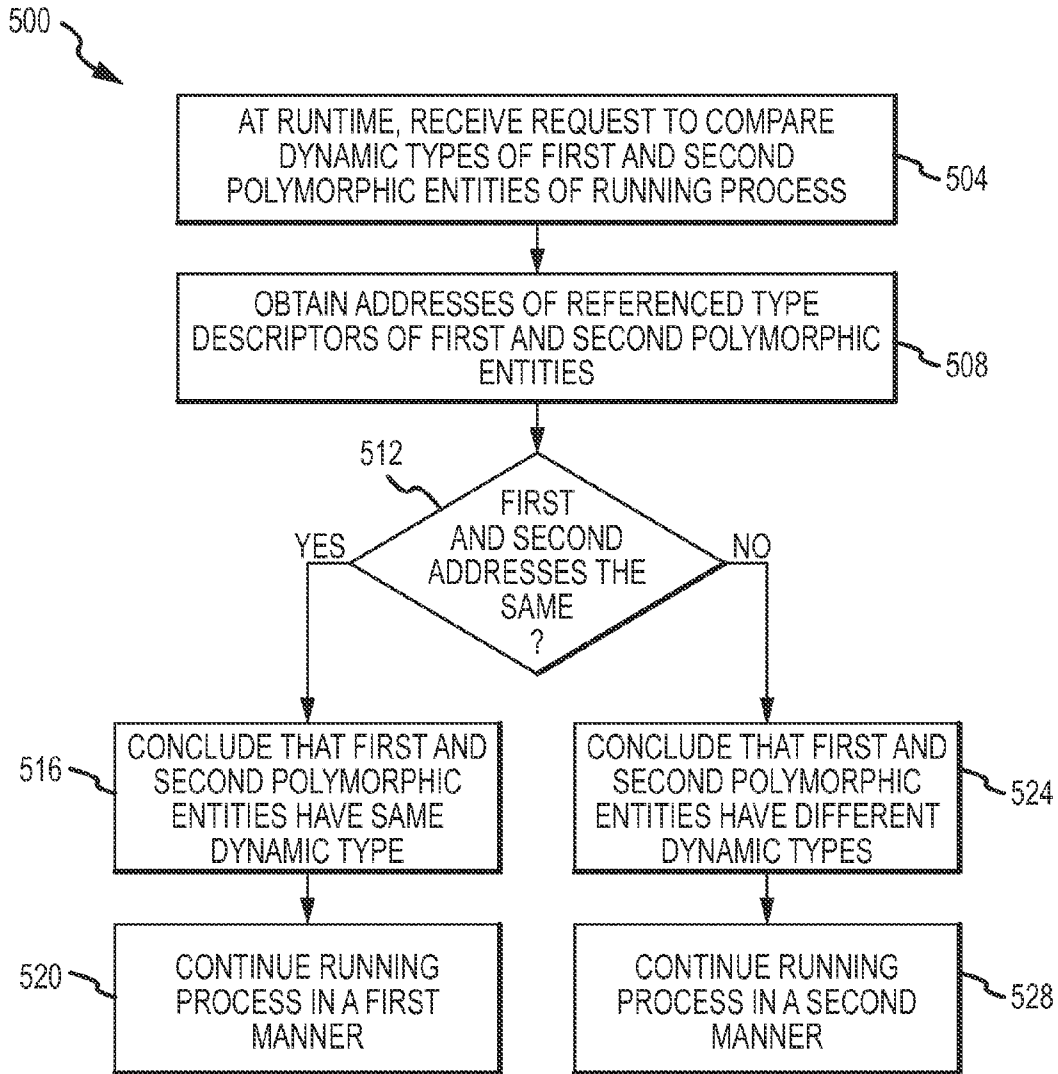 500
AT RUNTIME, RECEIVE REQUEST TO COMPARE
DYNAMIC TYPES OF FIRST AND SECOND
POLYMORPHIC ENTITIES OF RUNNING PROCESS
504
OBTAIN ADDRESSES OF REFERENCED TYPE
DESCRIPTORS OF FIRST AND SECOND POLYMORPHIC
ENTITIES
508
512
FIRST
AND SECOND
ADDRESSES THE
SAME
?
YES
NO
CONCLUDE THAT FIRST AND
SECOND POLYMORPHIC
ENTITIES HAVE SAME
DYNAMIC TYPE
516
CONCLUDE THAT FIRST AND
SECOND POLYMORPHIC
ENTITIES HAVE DIFFERENT
DYNAMIC TYPES
524
CONTINUE RUNNING
PROCESS IN A FIRST
MANNER
520
CONTINUE RUNNING
PROCESS IN A SECOND
MANNER
528